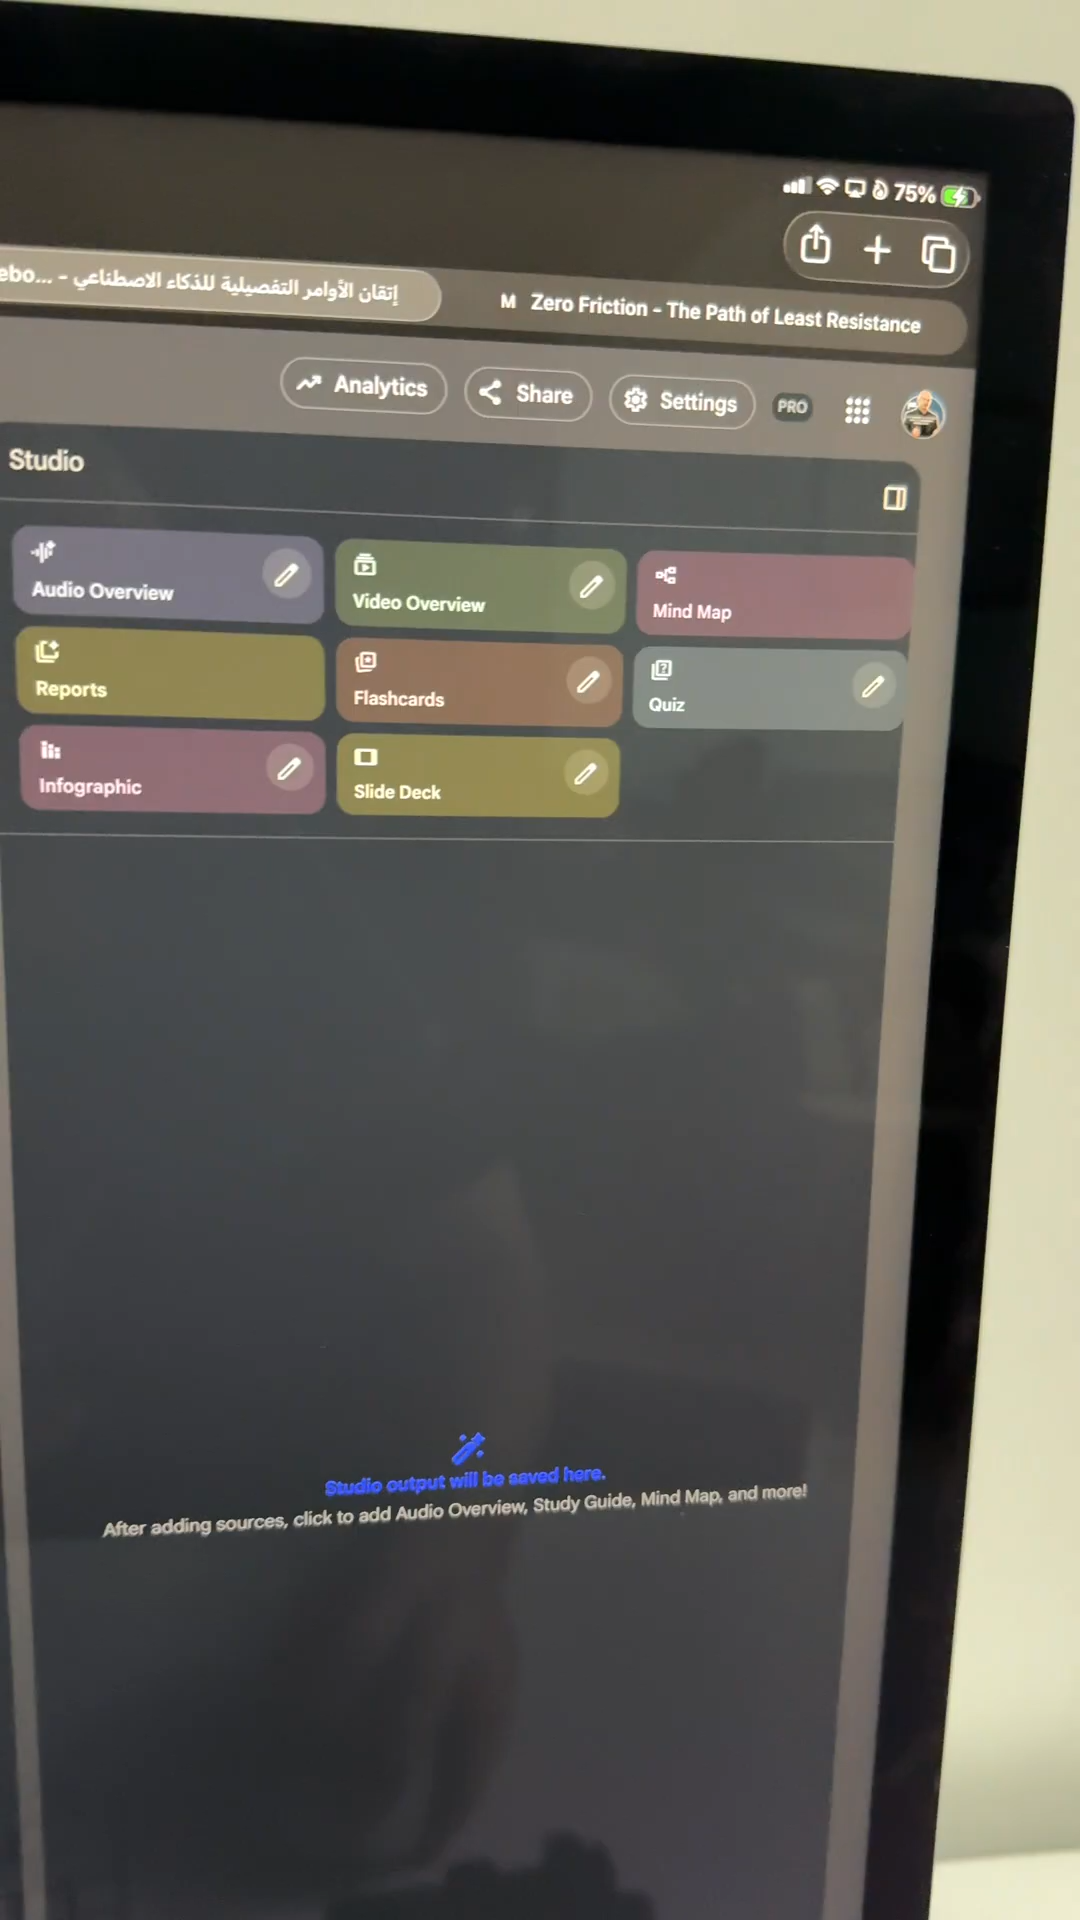 75%
ebo... - إتقان الأوامر التفصيلية للذكاء الاصطناعي
M Zero Friction - The Path of Least Resistance
Analytics
Share
Settings
PRO
Studio
Audio Overview
Video Overview
Mind Map
Reports
Flashcards
Quiz
Infographic
Slide Deck
Studio output will be saved here.
After adding sources, click to add Audio Overview, Study Guide, Mind Map, and more!